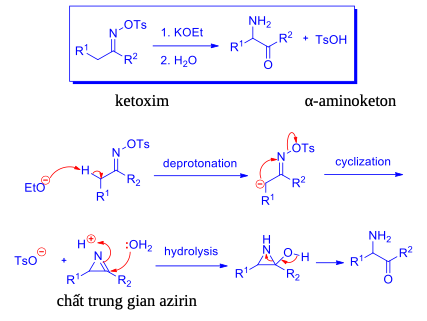 N OTs
R1 R2
1. KOEt
2. H2O
NH2
R1 R2
O
+ TsOH
ketoxim α-aminoketon
EtO⊖ H N OTs
R2
R1
deprotonation
N OTs
⊖ R2
R1
cyclization
TsO⊖ + H⊕ N :OH2
R1 R2
hydrolysis
H
N O H
R1 R2
NH2
R1 R2
O
chất trung gian azirin